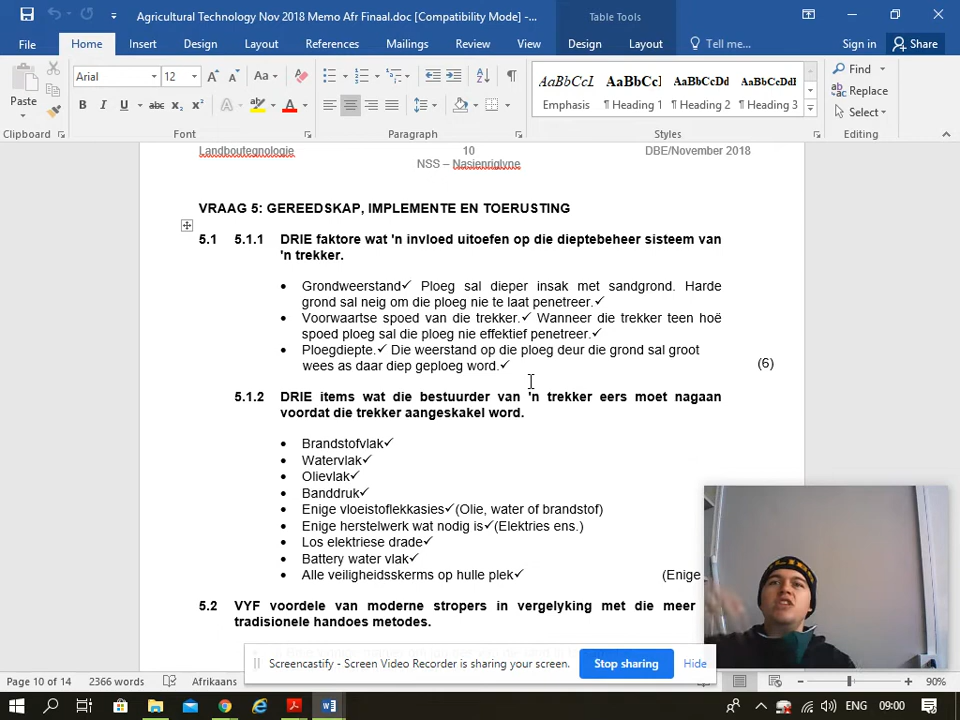 Agricultural Technology Nov 2018 Memo Afr Finaal.doc [Compatibility Mode] -...
Table Tools
File
Home
Insert
Design
Layout
References
Mailings
Review
View
Design
Layout
Tell me...
Sign in
Share
Paste
Arial
12
Aa
B I U abc x₂ x²
AaBbCcI
AaBbCcI
AaBbCcDd
AaBbCcDdI
Emphasis
¶ Heading 1
¶ Heading 2
¶ Heading 3
Find
Replace
Select
Clipboard
Font
Paragraph
Styles
Editing
Landboutegnologie 10 DBE/November 2018
NSS – Nasienriglyne
VRAAG 5: GEREEDSKAP, IMPLEMENTE EN TOERUSTING
5.1 5.1.1 DRIE faktore wat 'n invloed uitoefen op die dieptebeheer sisteem van
'n trekker.
• Grondweerstand✓ Ploeg sal dieper insak met sandgrond. Harde
grond sal neig om die ploeg nie te laat penetreer.✓
• Voorwaartse spoed van die trekker.✓ Wanneer die trekker teen hoë
spoed ploeg sal die ploeg nie effektief penetreer.✓
• Ploegdiepte.✓ Die weerstand op die ploeg deur die grond sal groot
wees as daar diep geploeg word.✓ (6)
5.1.2 DRIE items wat die bestuurder van 'n trekker eers moet nagaan
voordat die trekker aangeskakel word.
• Brandstofvlak✓
• Watervlak✓
• Olievlak✓
• Banddruk✓
• Enige vloeistoflekkasies✓(Olie, water of brandstof)
• Enige herstelwerk wat nodig is✓(Elektries ens.)
• Los elektriese drade✓
• Battery water vlak✓
• Alle veiligheidsskerms op hulle plek✓ (Enige
5.2 VYF voordele van moderne stropers in vergelyking met die meer
tradisionele handoes metodes.
Screencastify - Screen Video Recorder is sharing your screen.
Stop sharing
Hide
Page 10 of 14
2366 words
Afrikaans
90%
ENG
09:00